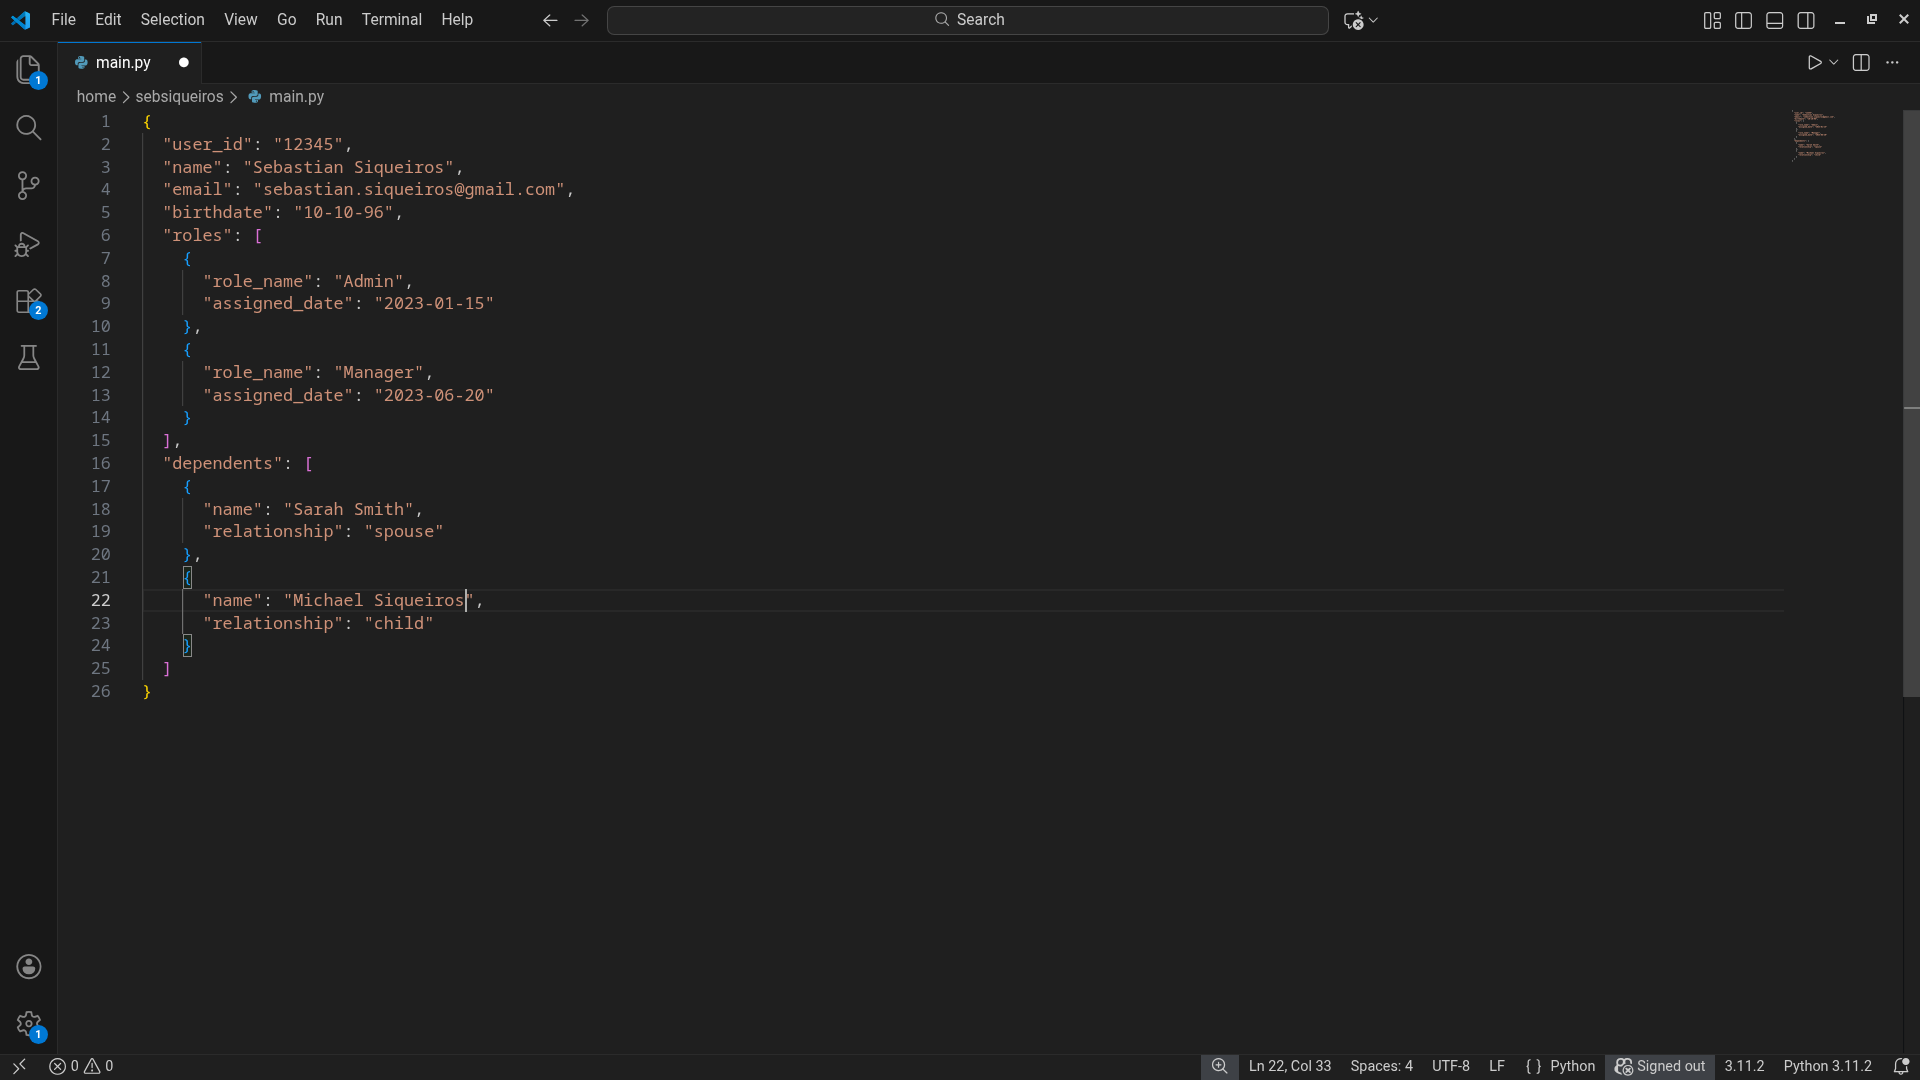 File Edit Selection View Go Run Terminal Help Search
main.py
home > sebsiqueiros > main.py
1 {
2 "user_id": "12345",
3 "name": "Sebastian Siqueiros",
4 "email": "sebastian.siqueiros@gmail.com",
5 "birthdate": "10-10-96",
6 "roles": [
7 {
8 "role_name": "Admin",
9 "assigned_date": "2023-01-15"
10 },
11 {
12 "role_name": "Manager",
13 "assigned_date": "2023-06-20"
14 }
15 ],
16 "dependents": [
17 {
18 "name": "Sarah Smith",
19 "relationship": "spouse"
20 },
21 {
22 "name": "Michael Siqueiros",
23 "relationship": "child"
24 }
25 ]
26 }
1
2
1
0 0 Ln 22, Col 33 Spaces: 4 UTF-8 LF { } Python Signed out 3.11.2 Python 3.11.2